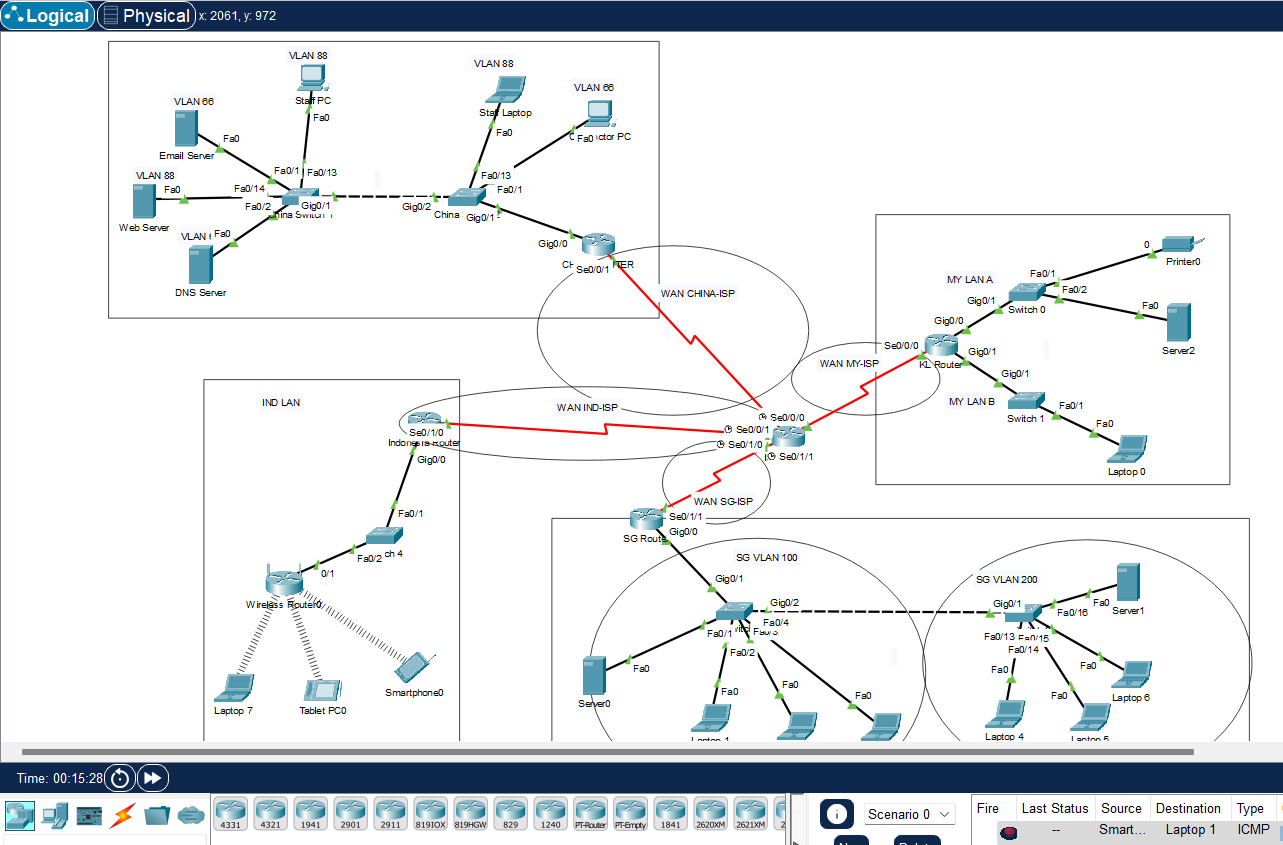 Logical
Physical
x: 2061, y: 972
VLAN 88
VLAN 88
VLAN 66
VLAN 66
Staff PC
Staff Laptop
Fa0
Fa0
Fa0
Fa0
Email Server
VLAN 88
Fa0/1
Fa0/13
Fa0/13
Fa0
Fa0/14
Fa0/1
Fa0/2
Gig0/1
Gig0/2
China
Gig0/1
Web Server
VLAN
Fa0
DNS Server
Gig0/0
Se0/0/1
WAN CHINA-ISP
0
Printer0
MY LAN A
Fa0/1
Fa0/2
Gig0/1
Switch 0
Fa0
Server2
Gig0/0
Se0/0/0
KL Router
Gig0/1
Gig0/1
MY LAN B
Fa0/1
Switch 1
Fa0
Laptop 0
WAN MY-ISP
IND LAN
WAN IND-ISP
Se0/1/0
Indonesia Router
Gig0/0
Se0/0/0
Se0/0/1
Se0/1/0
Se0/1/1
WAN SG-ISP
Se0/1/1
SG Route
Gig0/0
Fa0/1
Fa0/2
ch 4
0/1
Wireless Router0
Laptop 7
Tablet PC0
Smartphone0
SG VLAN 100
Gig0/1
Gig0/2
Fa0/4
Fa0/1
Fa0/2
Fa0
Server0
Fa0
Fa0
Fa0
SG VLAN 200
Gig0/1
Fa0/16
Fa0
Server1
Fa0/13
Fa0/15
Fa0/14
Fa0
Fa0
Fa0
Laptop 6
Laptop 4
Laptop 5
Laptop 1
Time: 00:15:28
4331
4321
1941
2901
2911
819IOX
819HGW
829
1240
PT-Router
PT-Empty
1841
2620XM
2621XM
Scenario 0
Fire
Last Status
Source
Destination
Type
--
Smart...
Laptop 1
ICMP